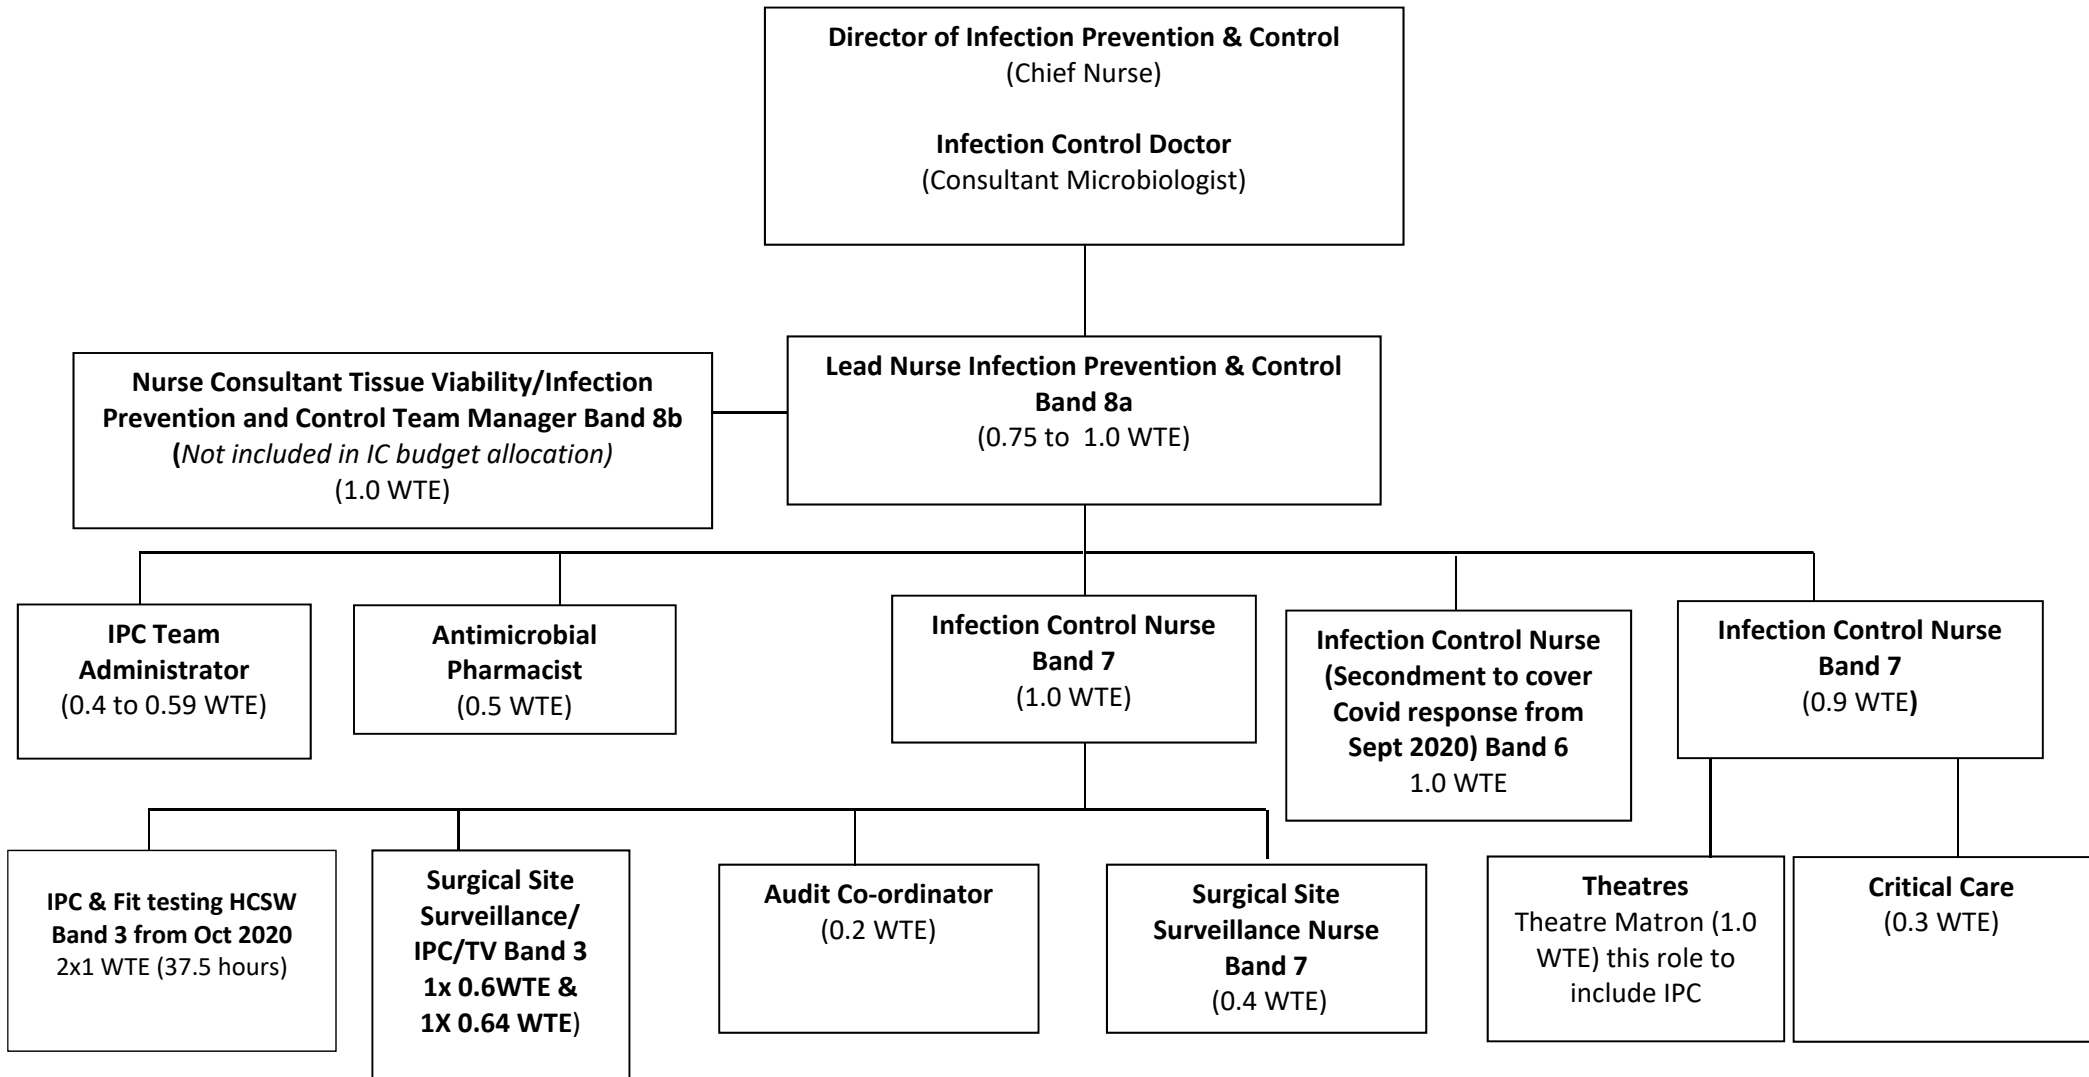 Director of Infection Prevention & Control
(Chief Nurse)
Infection Control Doctor
(Consultant Microbiologist)
Nurse Consultant Tissue Viability/Infection
Prevention and Control Team Manager Band 8b
(Not included in IC budget allocation)
(1.0 WTE)
Lead Nurse Infection Prevention & Control
Band 8a
(0.75 to 1.0 WTE)
IPC Team
Administrator
(0.4 to 0.59 WTE)
Antimicrobial
Pharmacist
(0.5 WTE)
Infection Control Nurse
Band 7
(1.0 WTE)
Infection Control Nurse
(Secondment to cover
Covid response from
Sept 2020) Band 6
1.0 WTE
Infection Control Nurse
Band 7
(0.9 WTE)
IPC & Fit testing HCSW
Band 3 from Oct 2020
2x1 WTE (37.5 hours)
Surgical Site
Surveillance/
IPC/TV Band 3
1x 0.6WTE &
1X 0.64 WTE)
Audit Co-ordinator
(0.2 WTE)
Surgical Site
Surveillance Nurse
Band 7
(0.4 WTE)
Theatres
Theatre Matron (1.0
WTE) this role to
include IPC
Critical Care
(0.3 WTE)